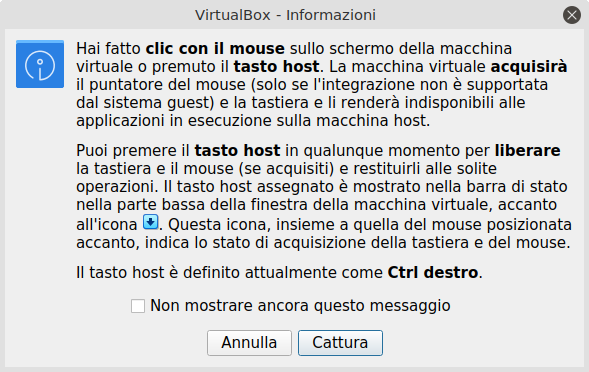 VirtualBox - Informazioni
Hai fatto clic con il mouse sullo schermo della macchina
virtuale o premuto il tasto host. La macchina virtuale acquisirà
il puntatore del mouse (solo se l'integrazione non è supportata
dal sistema guest) e la tastiera e li renderà indisponibili alle
applicazioni in esecuzione sulla macchina host.
Puoi premere il tasto host in qualunque momento per liberare
la tastiera e il mouse (se acquisiti) e restituirli alle solite
operazioni. Il tasto host assegnato è mostrato nella barra di stato
nella parte bassa della finestra della macchina virtuale, accanto
all'icona . Questa icona, insieme a quella del mouse posizionata
accanto, indica lo stato di acquisizione della tastiera e del mouse.
Il tasto host è definito attualmente come Ctrl destro.
Non mostrare ancora questo messaggio
Annulla
Cattura